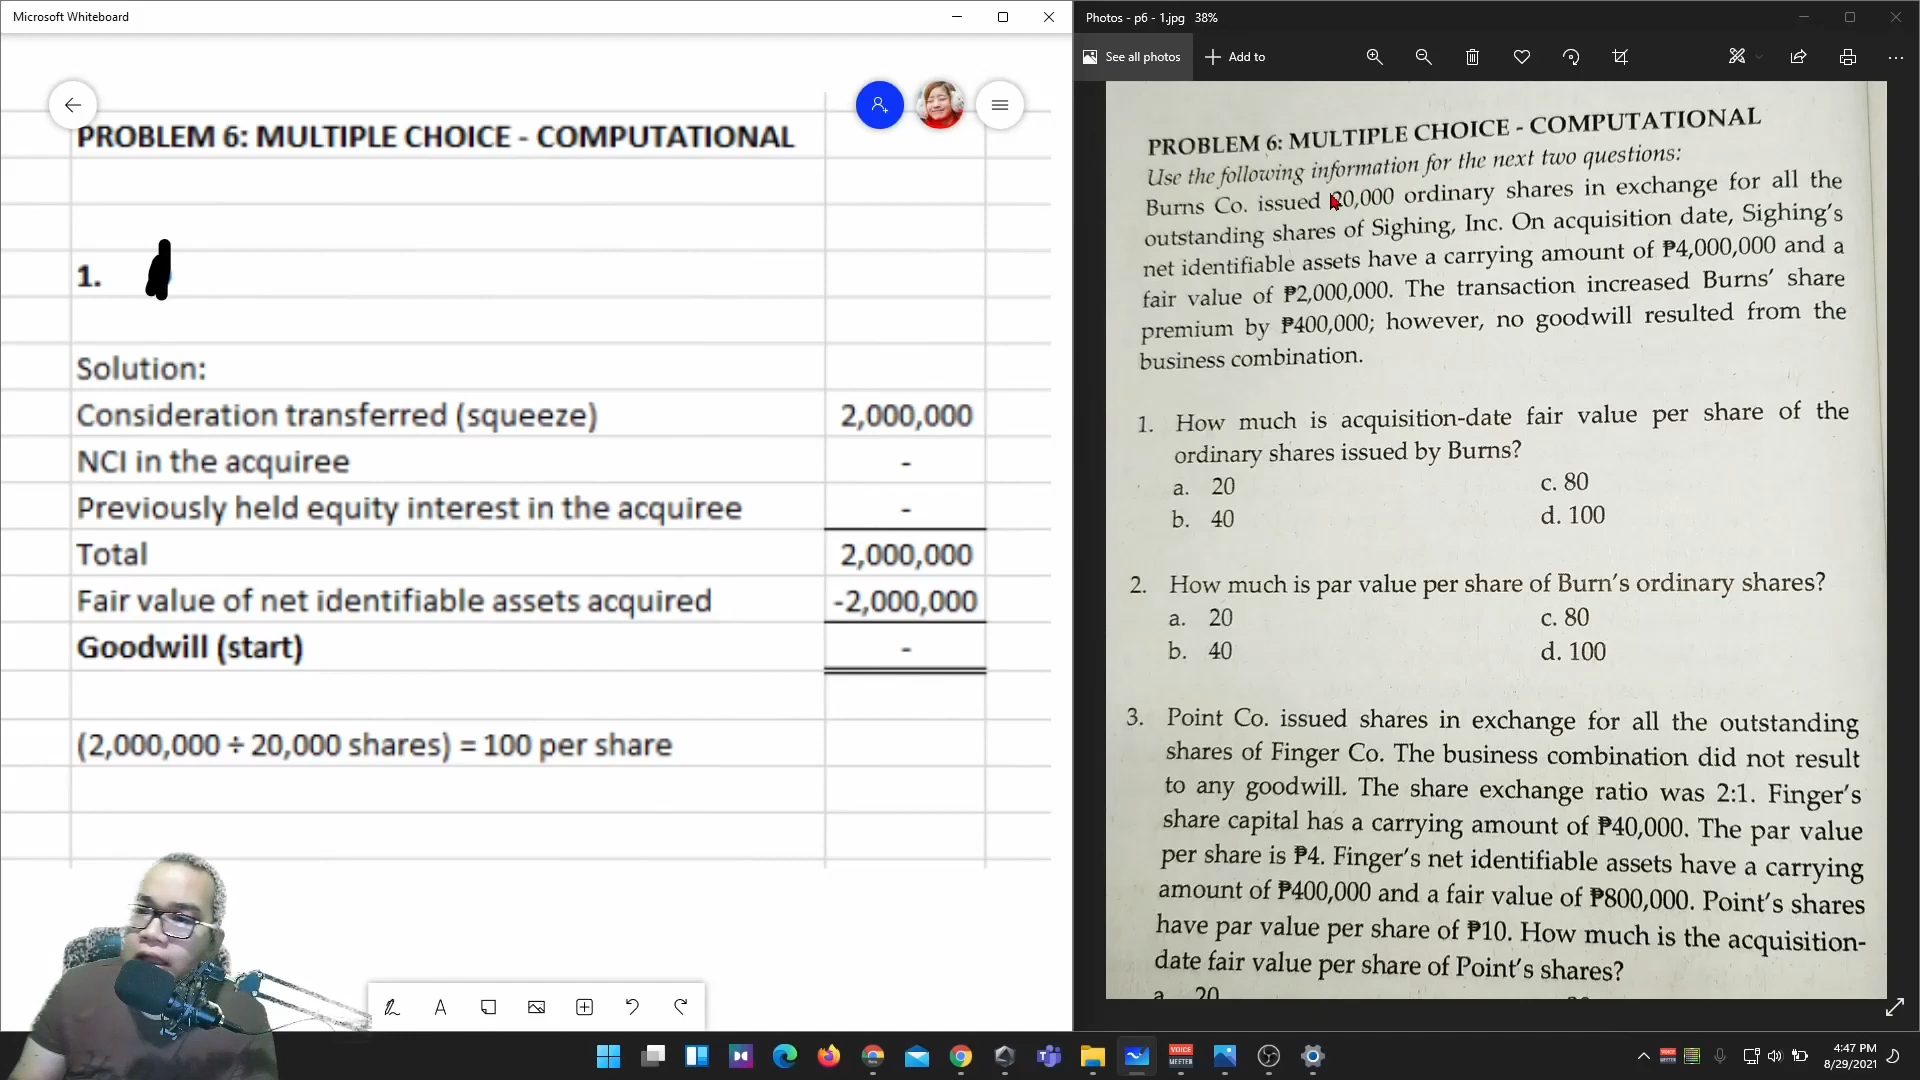 Microsoft Whiteboard
PROBLEM 6: MULTIPLE CHOICE - COMPUTATIONAL
1.
Solution:
Consideration transferred (squeeze) 2,000,000
NCI in the acquiree -
Previously held equity interest in the acquiree -
Total 2,000,000
Fair value of net identifiable assets acquired -2,000,000
Goodwill (start) -
(2,000,000 ÷ 20,000 shares) = 100 per share
Photos - p6 - 1.jpg 38%
See all photos
Add to
PROBLEM 6: MULTIPLE CHOICE - COMPUTATIONAL
Use the following information for the next two questions:
Burns Co. issued 20,000 ordinary shares in exchange for all the
outstanding shares of Sighing, Inc. On acquisition date, Sighing's
net identifiable assets have a carrying amount of ₱4,000,000 and a
fair value of ₱2,000,000. The transaction increased Burns' share
premium by ₱400,000; however, no goodwill resulted from the
business combination.
1. How much is acquisition-date fair value per share of the
ordinary shares issued by Burns?
a. 20 c. 80
b. 40 d. 100
2. How much is par value per share of Burn's ordinary shares?
a. 20 c. 80
b. 40 d. 100
3. Point Co. issued shares in exchange for all the outstanding
shares of Finger Co. The business combination did not result
to any goodwill. The share exchange ratio was 2:1. Finger's
share capital has a carrying amount of ₱40,000. The par value
per share is ₱4. Finger's net identifiable assets have a carrying
amount of ₱400,000 and a fair value of ₱800,000. Point's shares
have par value per share of ₱10. How much is the acquisition-
date fair value per share of Point's shares?
a. 20
VOICE
MEETER
4:47 PM
8/29/2021